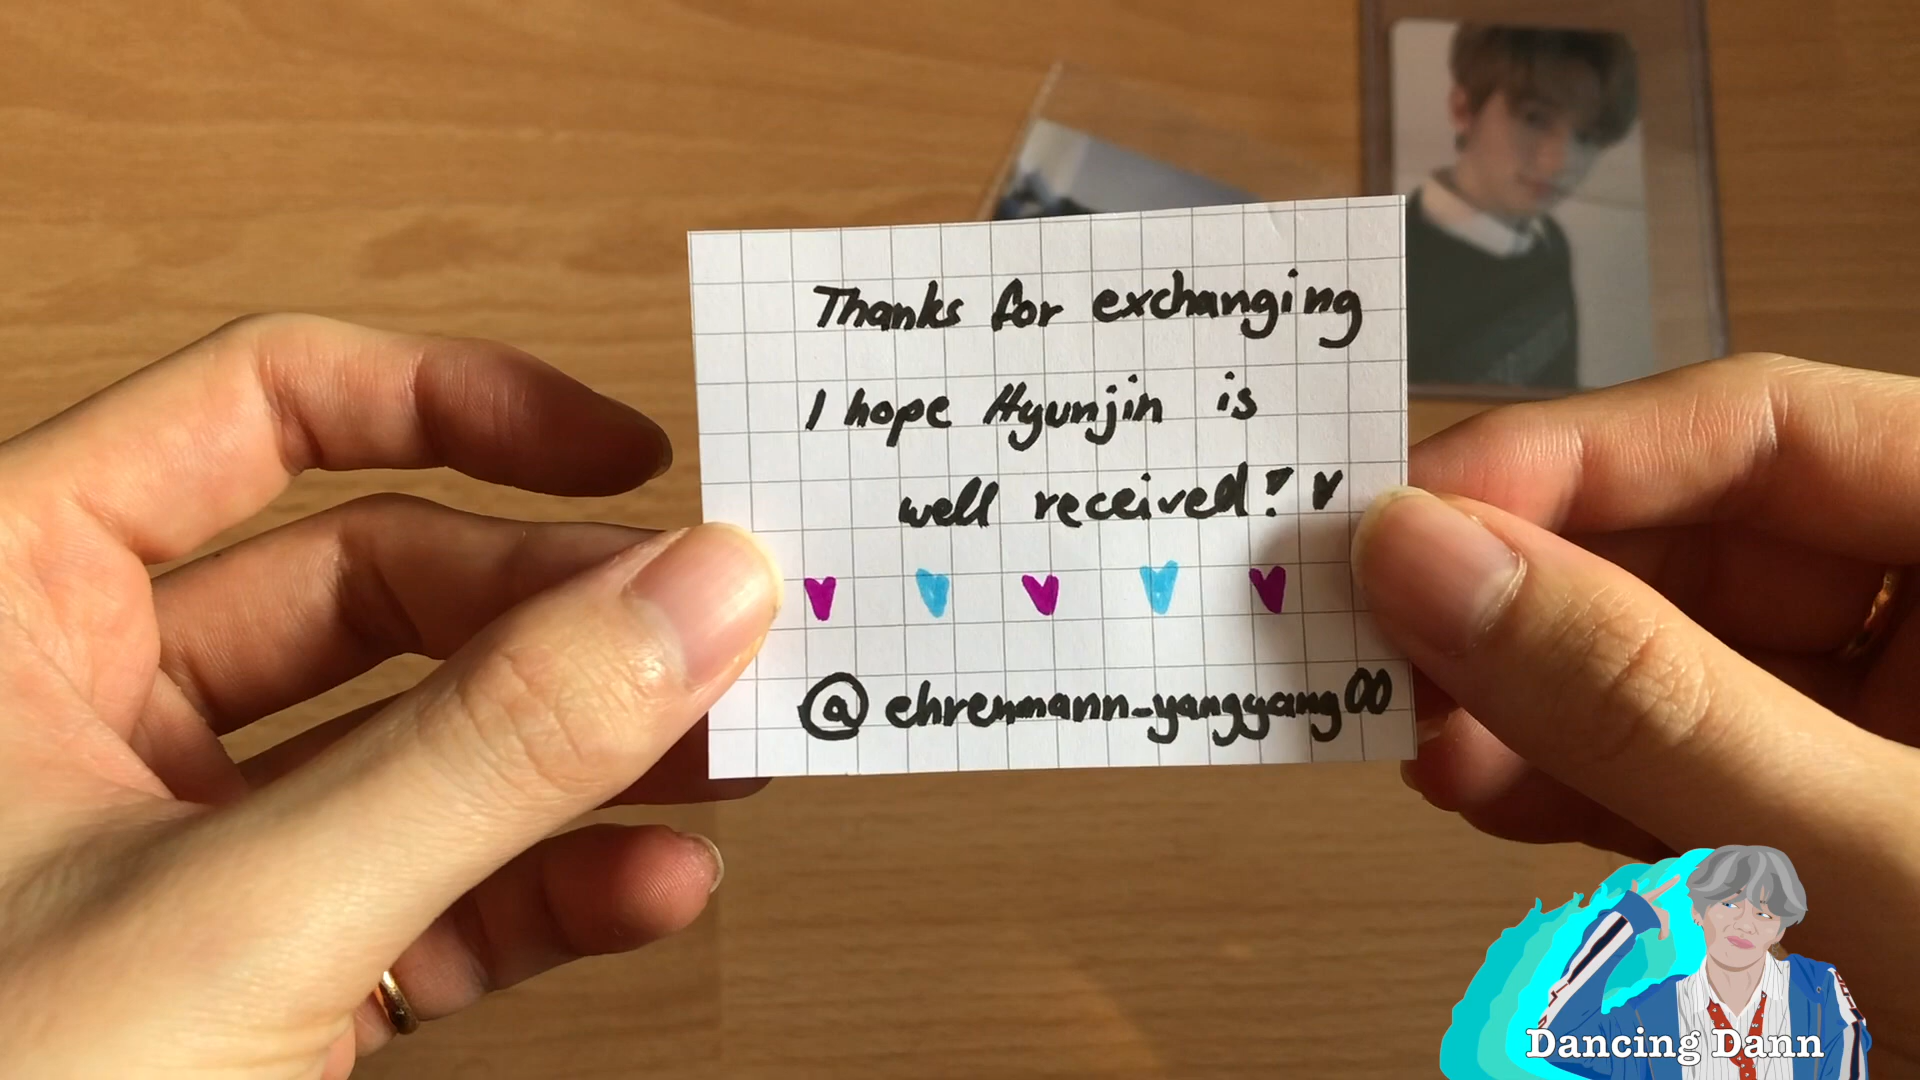 Thanks for exchanging
I hope Hyunjin is
well received! ♥
@ehrenmann_yangyang00
Dancing Dann